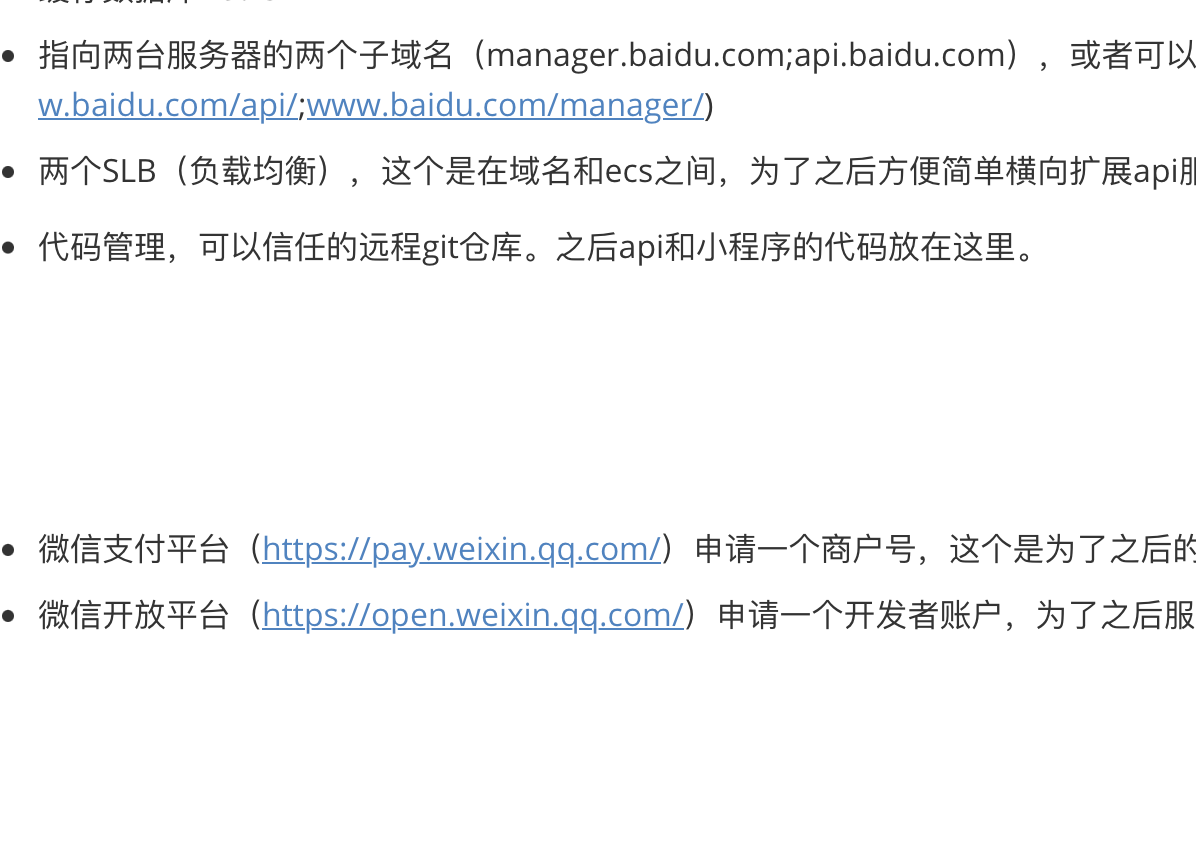 指向两台服务器的两个子域名（manager.baidu.com;api.baidu.com），或者可以
w.baidu.com/api/;www.baidu.com/manager/)
两个SLB（负载均衡），这个是在域名和ecs之间，为了之后方便简单横向扩展api
代码管理，可以信任的远程git仓库。之后api和小程序的代码放在这里。
微信支付平台（https://pay.weixin.qq.com/）申请一个商户号，这个是为了之后的
微信开放平台（https://open.weixin.qq.com/）申请一个开发者账户，为了之后服